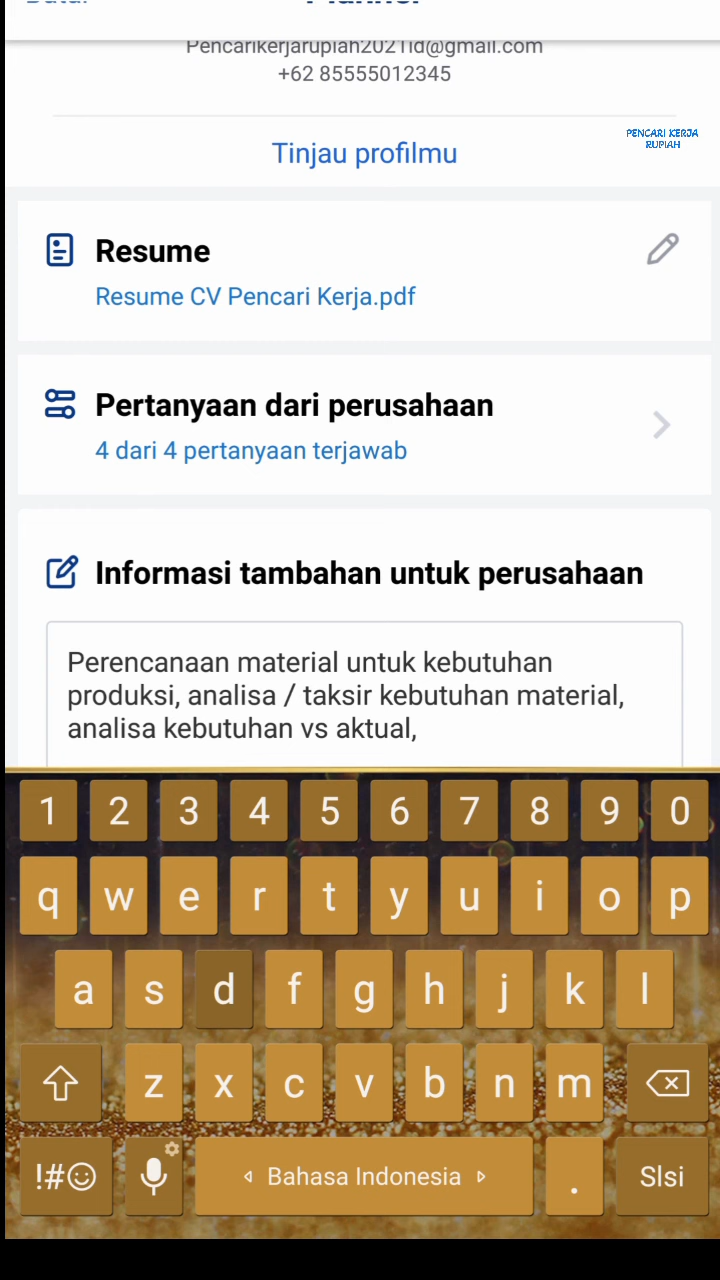 Pencarikerjarupiah2021id@gmail.com
+62 85555012345
Tinjau profilmu
PENCARI KERJA
RUPIAH
Resume
Resume CV Pencari Kerja.pdf
Pertanyaan dari perusahaan
4 dari 4 pertanyaan terjawab
Informasi tambahan untuk perusahaan
Perencanaan material untuk kebutuhan
produksi, analisa / taksir kebutuhan material,
analisa kebutuhan vs aktual,
1 2 3 4 5 6 7 8 9 0
q w e r t y u i o p
a s d f g h j k l
z x c v b n m
!#☺ Bahasa Indonesia . Slsi